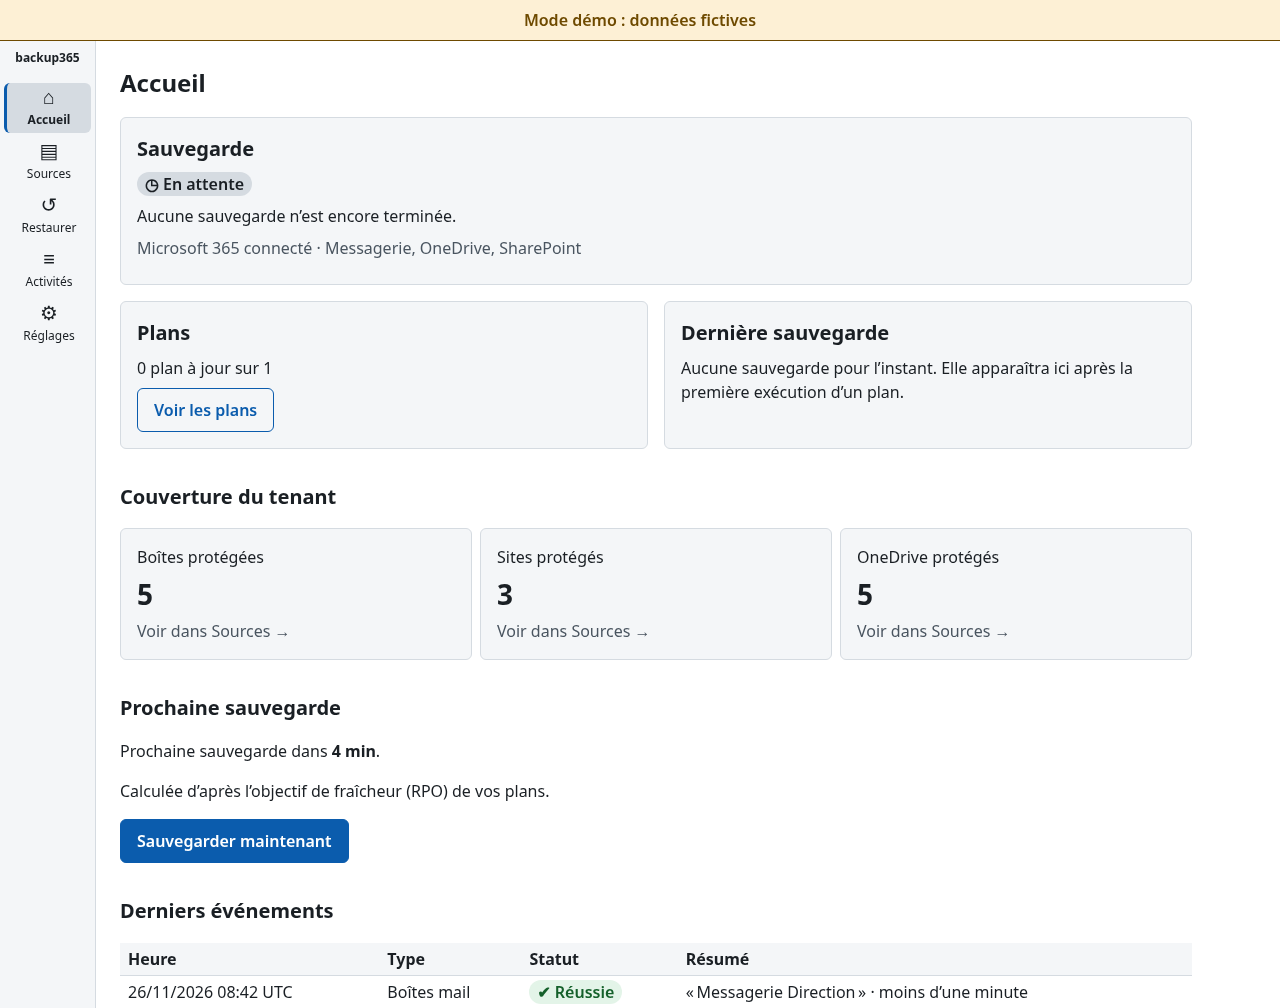 Mode démo : données fictives
backup365
Accueil
Sources
Restaurer
Activités
Réglages
Accueil
Sauvegarde
En attente
Aucune sauvegarde n’est encore terminée.
Microsoft 365 connecté · Messagerie, OneDrive, SharePoint
Plans
0 plan à jour sur 1
Voir les plans
Dernière sauvegarde
Aucune sauvegarde pour l’instant. Elle apparaîtra ici après la
première exécution d’un plan.
Couverture du tenant
Boîtes protégées
5
Voir dans Sources →
Sites protégés
3
Voir dans Sources →
OneDrive protégés
5
Voir dans Sources →
Prochaine sauvegarde
Prochaine sauvegarde dans 4 min.
Calculée d’après l’objectif de fraîcheur (RPO) de vos plans.
Sauvegarder maintenant
Derniers événements
Heure Type Statut Résumé
26/11/2026 08:42 UTC Boîtes mail ✔ Réussie « Messagerie Direction » · moins d’une minute